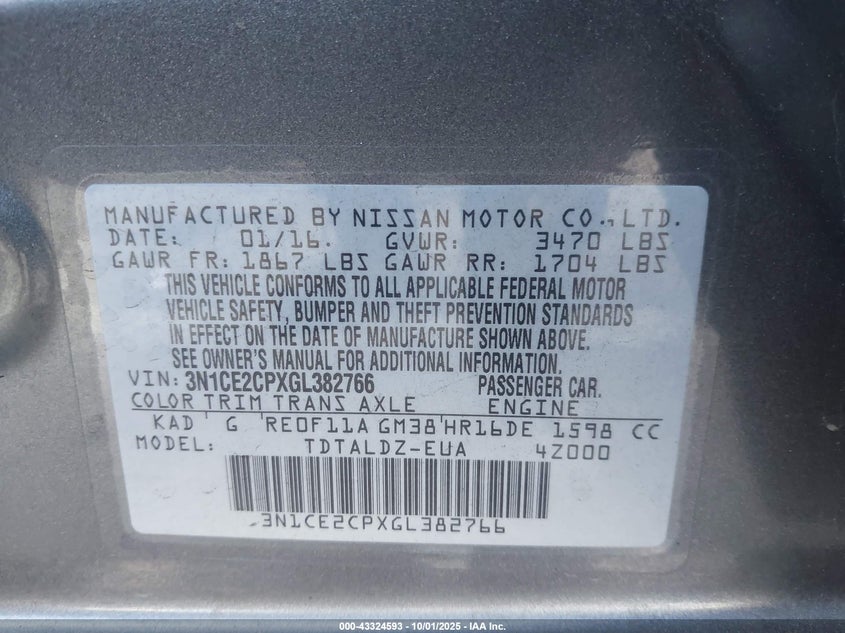 MANUFACTURED BY NISSAN MOTOR CO., LTD.
DATE: 01/16. GVWR: 3470 LBS
GAWR FR: 1867 LBS GAWR RR: 1704 LBS
THIS VEHICLE CONFORMS TO ALL APPLICABLE FEDERAL MOTOR
VEHICLE SAFETY, BUMPER AND THEFT PREVENTION STANDARDS
IN EFFECT ON THE DATE OF MANUFACTURE SHOWN ABOVE.
SEE OWNER'S MANUAL FOR ADDITIONAL INFORMATION.
VIN: 3N1CE2CPXGL382766 PASSENGER CAR.
COLOR TRIM TRANS AXLE ENGINE
KAD G RE0F11A GM38 HR16DE 1598 CC
MODEL: TDTALDZ-EUA 4Z000
3N1CE2CPXGL382766
000-43324593 - 10/01/2025 - IAA Inc.